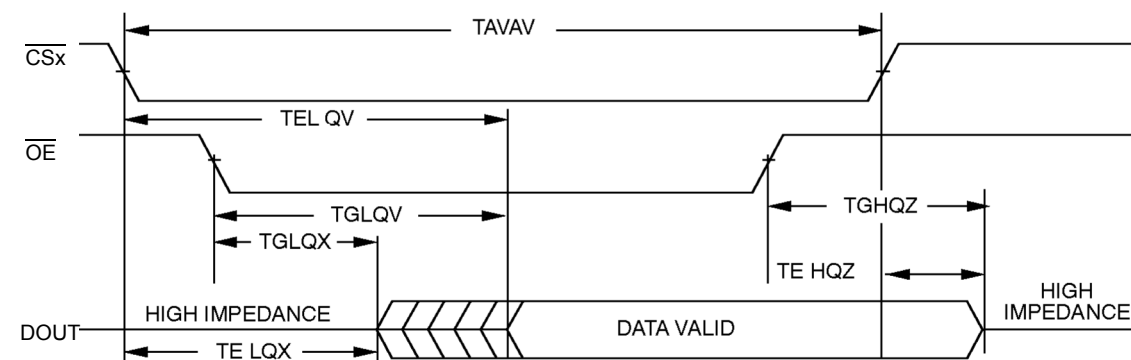 TAVAV
CSx
TEL QV
OE
TGLQV
TGHQZ
TGLQX
TE HQZ
HIGH IMPEDANCE
HIGH
IMPEDANCE
DOUT
DATA VALID
TE LQX